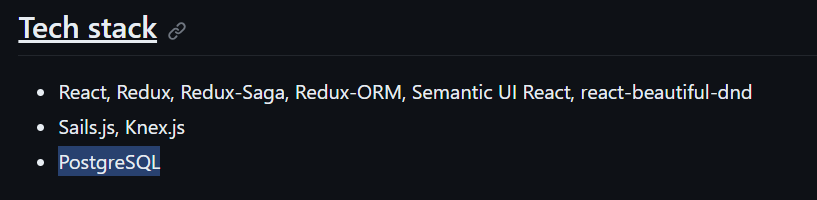 Tech stack
React, Redux, Redux-Saga, Redux-ORM, Semantic UI React, react-beautiful-dnd
Sails.js, Knex.js
PostgreSQL